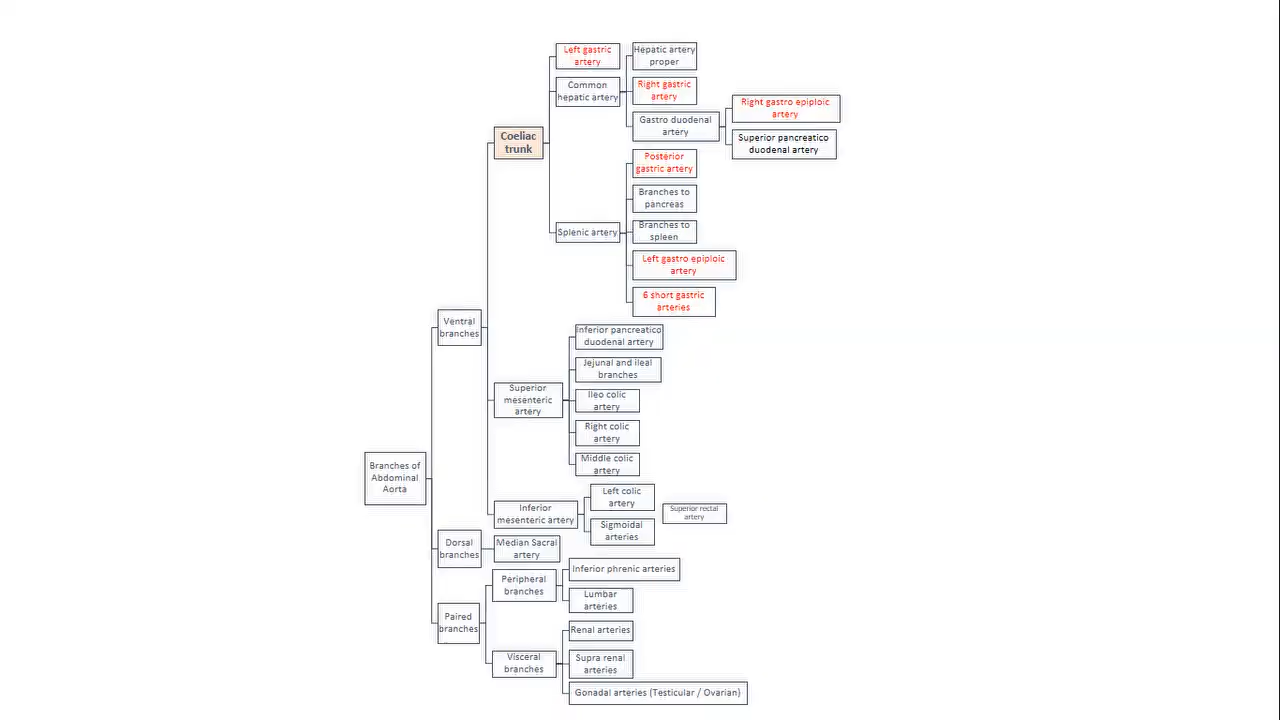 Left gastric
artery
Hepatic artery
proper
Common
hepatic artery
Right gastric
artery
Gastro duodenal
artery
Right gastro epiploic
artery
Superior pancreatico
duodenal artery
Coeliac
trunk
Posterior
gastric artery
Branches to
pancreas
Splenic artery
Branches to
spleen
Left gastro epiploic
artery
6 short gastric
arteries
Ventral
branches
Inferior pancreatico
duodenal artery
Jejunal and ileal
branches
Superior
mesenteric
artery
Ileo colic
artery
Right colic
artery
Middle colic
artery
Branches of
Abdominal
Aorta
Inferior
mesenteric artery
Left colic
artery
Superior rectal
artery
Sigmoidal
arteries
Dorsal
branches
Median Sacral
artery
Peripheral
branches
Inferior phrenic arteries
Lumbar
arteries
Paired
branches
Renal arteries
Visceral
branches
Supra renal
arteries
Gonadal arteries (Testicular / Ovarian)